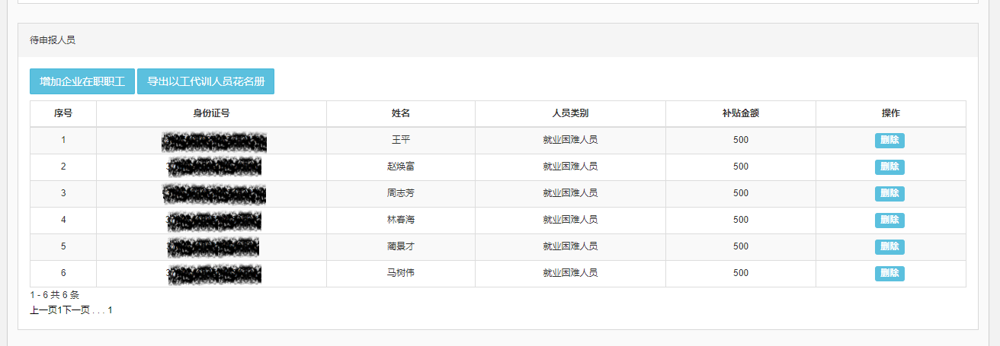 待申报人员
增加企业在职职工 导出以工代训人员花名册
序号 身份证号 姓名 人员类别 补贴金额 操作
1 王平 就业困难人员 500 删除
2 赵焕富 就业困难人员 500 删除
3 周志芳 就业困难人员 500 删除
4 林春海 就业困难人员 500 删除
5 蔺景才 就业困难人员 500 删除
6 马树伟 就业困难人员 500 删除
1 - 6 共 6 条
上一页1下一页 . . . 1